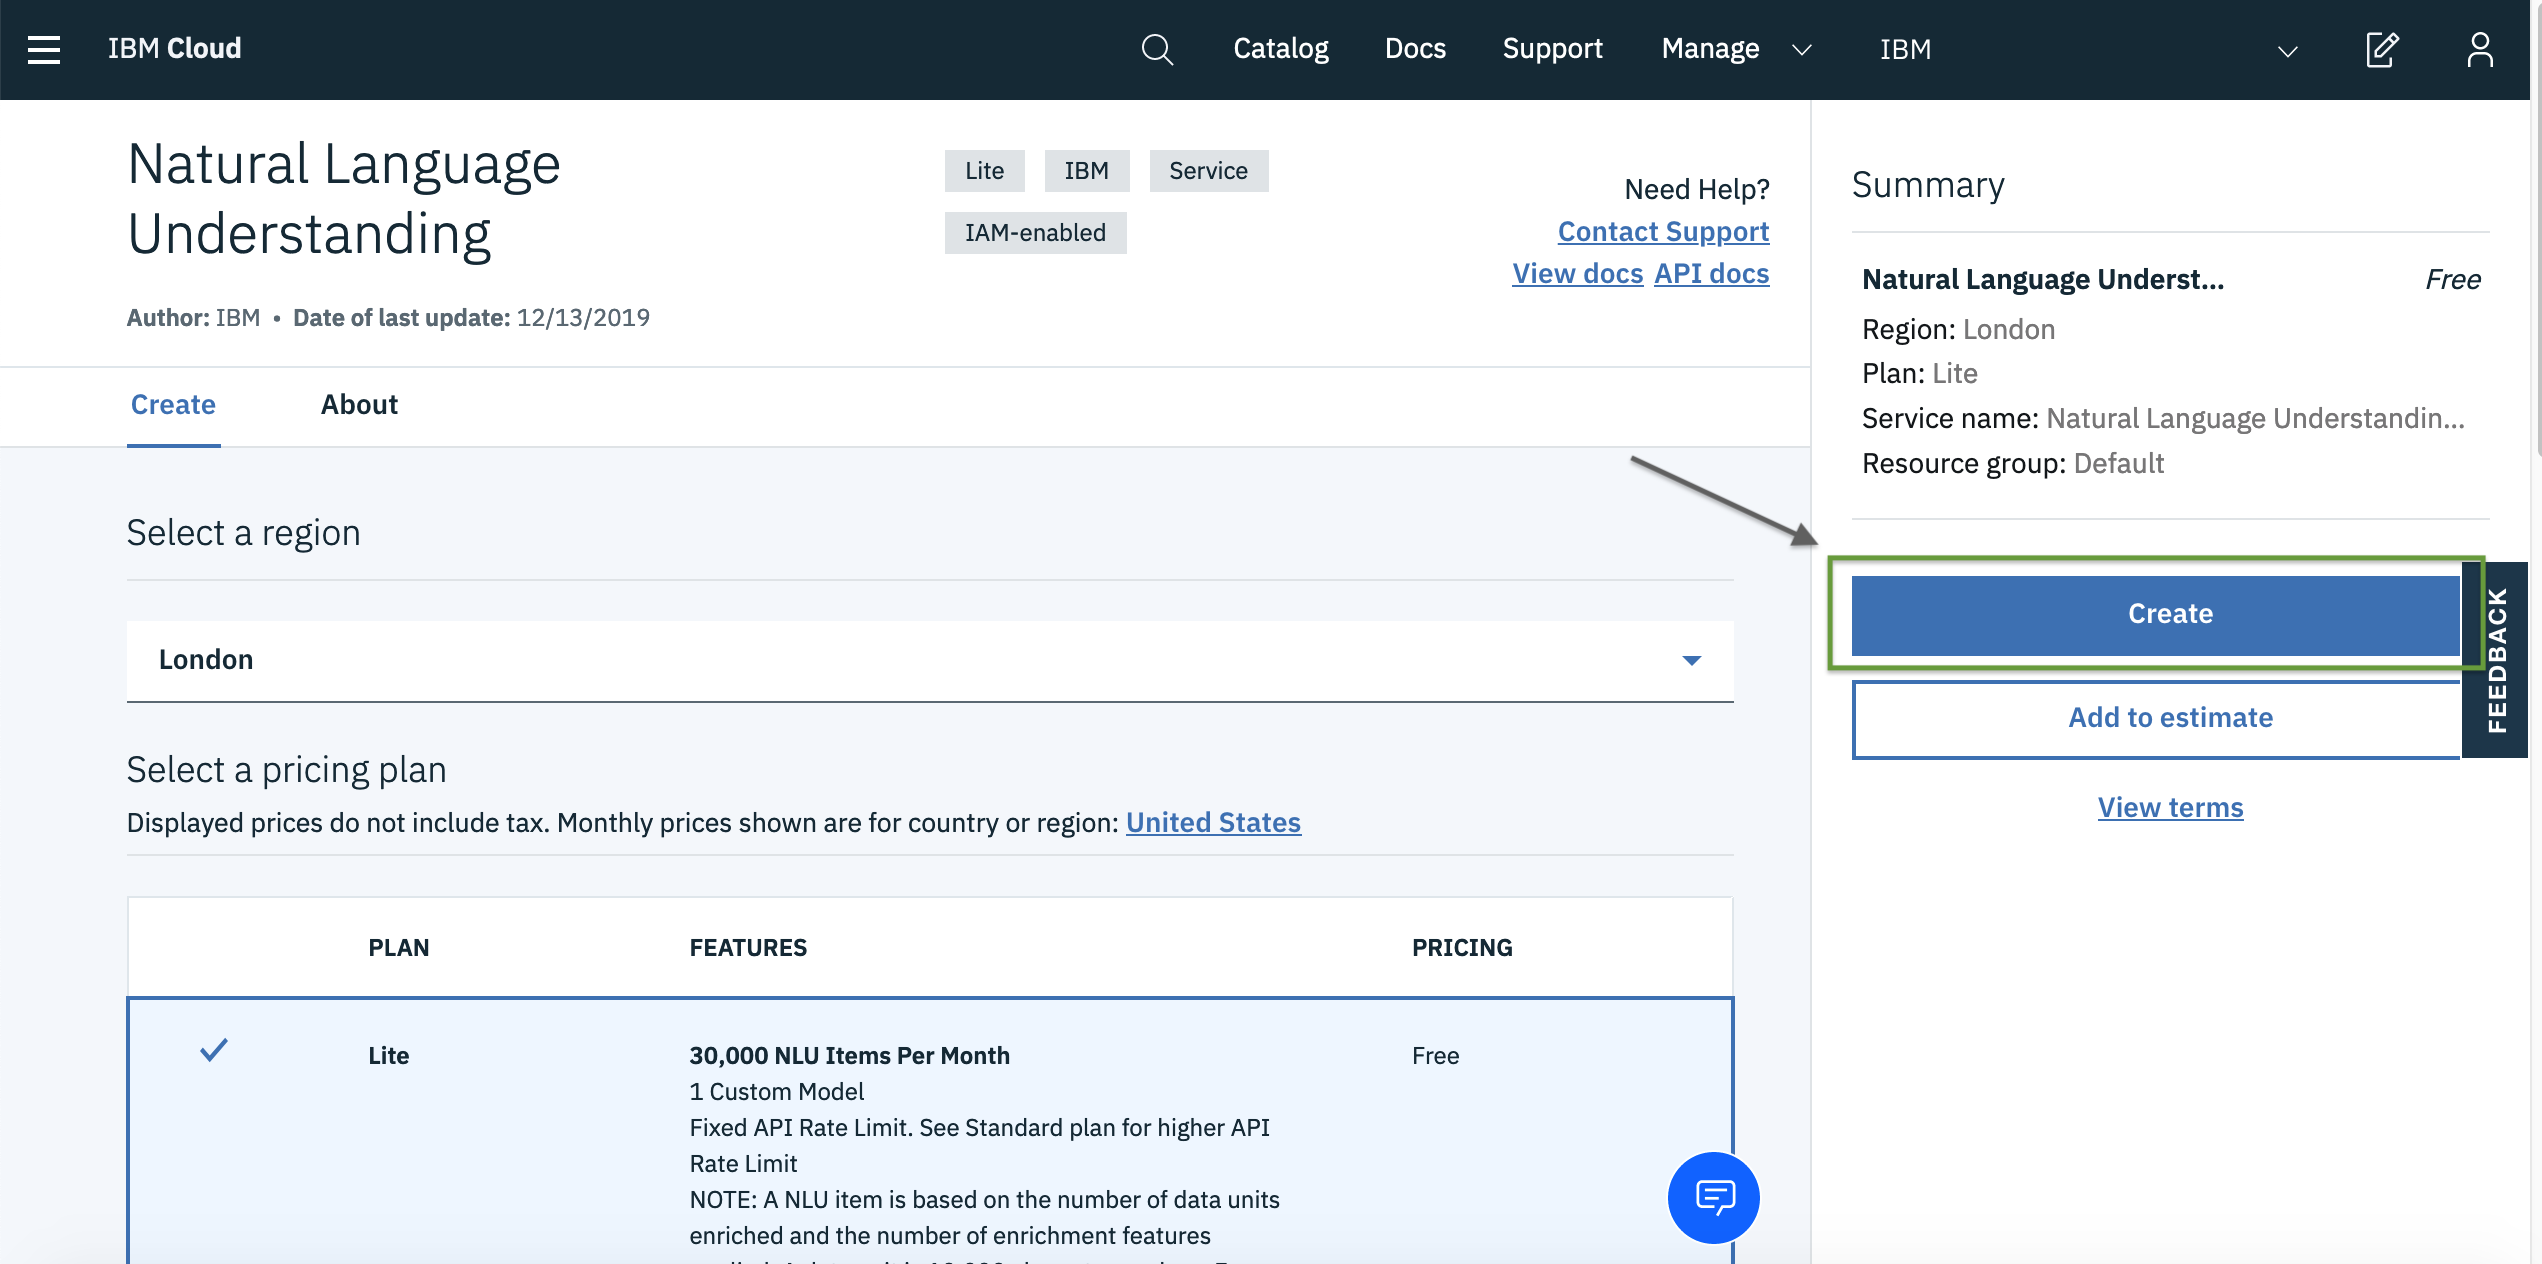 IBM Cloud
Catalog
Docs
Support
Manage
IBM
Natural Language
Understanding
Lite
IBM
Service
IAM-enabled
Need Help?
Contact Support
View docs API docs
Author: IBM • Date of last update: 12/13/2019
Create
About
Select a region
London
Select a pricing plan
Displayed prices do not include tax. Monthly prices shown are for country or region: United States
PLAN
FEATURES
PRICING
Lite
30,000 NLU Items Per Month
Free
1 Custom Model
Fixed API Rate Limit. See Standard plan for higher API
Rate Limit
NOTE: A NLU item is based on the number of data units
enriched and the number of enrichment features
Summary
Natural Language Underst...
Free
Region: London
Plan: Lite
Service name: Natural Language Understandin...
Resource group: Default
Create
Add to estimate
View terms
FEEDBACK